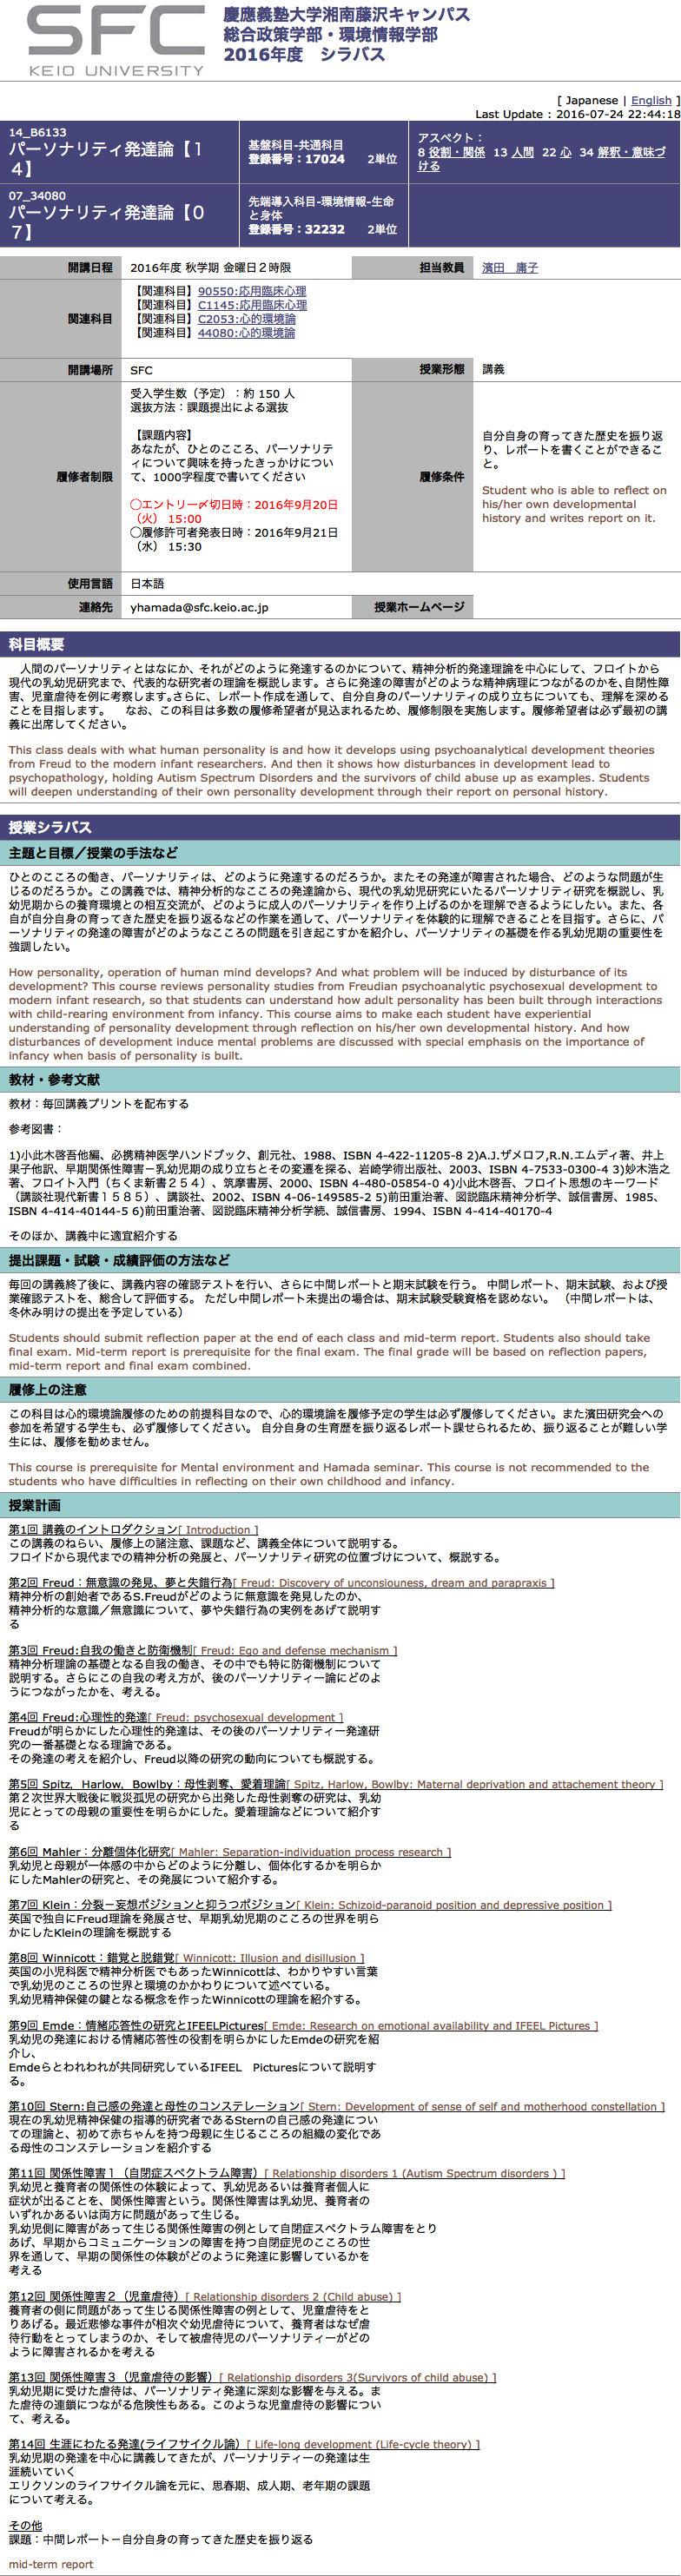 SFC
KEIO UNIVERSITY
慶應義塾大学湘南藤沢キャンパス
総合政策学部・環境情報学部
2016年度　シラバス
[ Japanese | English ]
Last Update : 2016-07-24 22:44:18
14_B6133
パーソナリティ発達論【１
４】
基盤科目-共通科目
登録番号：17024　　2単位
アスペクト：
8 役割・関係　13 人間　22 心　34 解釈・意味づ
ける
07_34080
パーソナリティ発達論【０
７】
先端導入科目-環境情報-生命
と身体
登録番号：32232　　2単位
開講日程
2016年度 秋学期 金曜日２時限
担当教員
濱田　庸子
関連科目
【関連科目】90550:応用臨床心理
【関連科目】C1145:応用臨床心理
【関連科目】C2053:心的環境論
【関連科目】44080:心的環境論
開講場所
SFC
授業形態
講義
履修者制限
受入学生数（予定）：約 150 人
選抜方法：課題提出による選抜
【課題内容】
あなたが、ひとのこころ、パーソナリテ
ィについて興味を持ったきっかけについ
て、1000字程度で書いてください
◯エントリー〆切日時：2016年9月20日
（火） 15:00
◯履修許可者発表日時：2016年9月21日
（水） 15:30
履修条件
自分自身の育ってきた歴史を振り返
り、レポートを書くことができるこ
と。
Student who is able to reflect on
his/her own developmental
history and writes report on it.
使用言語
日本語
連絡先
yhamada@sfc.keio.ac.jp
授業ホームページ
科目概要
　人間のパーソナリティとはなにか、それがどのように発達するのかについて、精神分析的発達理論を中心にして、フロイトから
現代の乳幼児研究まで、代表的な研究者の理論を概説します。さらに発達の障害がどのような精神病理につながるのかを、自閉性障
害、児童虐待を例に考察します。さらに、レポート作成を通して、自分自身のパーソナリティの成り立ちについても、理解を深める
ことを目指します。　なお、この科目は多数の履修希望者が見込まれるため、履修制限を実施します。履修希望者は必ず最初の講
義に出席してください。
This class deals with what human personality is and how it develops using psychoanalytical development theories
from Freud to the modern infant researchers. And then it shows how disturbances in development lead to
psychopathology, holding Autism Spectrum Disorders and the survivors of child abuse up as examples. Students
will deepen understanding of their own personality development through their report on personal history.
授業シラバス
主題と目標／授業の手法など
ひとのこころの働き、パーソナリティは、どのように発達するのだろうか。またその発達が障害された場合、どのような問題が生
じるのだろうか。この講義では、精神分析的なこころの発達論から、現代の乳幼児研究にいたるパーソナリティ研究を概説し、乳
幼児期からの養育環境との相互交流が、どのように成人のパーソナリティを作り上げるのかを理解できるようにしたい。また、各
自が自分自身の育ってきた歴史を振り返るなどの作業を通して、パーソナリティを体験的に理解できることを目指す。さらに、パ
ーソナリティの発達の障害がどのようなこころの問題を引き起こすかを紹介し、パーソナリティの基礎を作る乳幼児期の重要性を
強調したい。
How personality, operation of human mind develops? And what problem will be induced by disturbance of its
development? This course reviews personality studies from Freudian psychoanalytic psychosexual development to
modern infant research, so that students can understand how adult personality has been built through interactions
with child-rearing environment from infancy. This course aims to make each student have experiential
understanding of personality development through reflection on his/her own developmental history. And how
disturbances of development induce mental problems are discussed with special emphasis on the importance of
infancy when basis of personality is built.
教材・参考文献
教材：毎回講義プリントを配布する
参考図書：
1)小此木啓吾他編、必携精神医学ハンドブック、創元社、1988、ISBN 4-422-11205-8 2)A.J.ザメロフ,R.N.エムディ著、井上
果子他訳、早期関係性障害－乳幼児期の成り立ちとその変遷を探る、岩崎学術出版社、2003、ISBN 4-7533-0300-4 3)妙木浩之
著、フロイト入門（ちくま新書２５４）、筑摩書房、2000、ISBN 4-480-05854-0 4)小此木啓吾、フロイト思想のキーワード
（講談社現代新書１５８５）、講談社、2002、ISBN 4-06-149585-2 5)前田重治著、図説臨床精神分析学、誠信書房、1985、
ISBN 4-414-40144-5 6)前田重治著、図説臨床精神分析学続、誠信書房、1994、ISBN 4-414-40170-4
そのほか、講義中に適宜紹介する
提出課題・試験・成績評価の方法など
毎回の講義終了後に、講義内容の確認テストを行い、さらに中間レポートと期末試験を行う。 中間レポート、期末試験、および授
業確認テストを、総合して評価する。 ただし中間レポート未提出の場合は、期末試験受験資格を認めない。 （中間レポートは、
冬休み明けの提出を予定している）
Students should submit reflection paper at the end of each class and mid-term report. Students also should take
final exam. Mid-term report is prerequisite for the final exam. The final grade will be based on reflection papers,
mid-term report and final exam combined.
履修上の注意
この科目は心的環境論履修のための前提科目なので、心的環境論を履修予定の学生は必ず履修してください。また濱田研究会への
参加を希望する学生も、必ず履修してください。 自分自身の生育歴を振り返るレポート課せられるため、振り返ることが難しい学
生には、履修を勧めません。
This course is prerequisite for Mental environment and Hamada seminar. This course is not recommended to the
students who have difficulties in reflecting on their own childhood and infancy.
授業計画
第1回 講義のイントロダクション[ Introduction ]
この講義のねらい、履修上の諸注意、課題など、講義全体について説明する。
フロイドから現代までの精神分析の発展と、パーソナリティ研究の位置づけについて、概説する。
第2回 Freud：無意識の発見、夢と失錯行為[ Freud: Discovery of unconsiouness, dream and parapraxis ]
精神分析の創始者であるS.Freudがどのように無意識を発見したのか、
精神分析的な意識／無意識について、夢や失錯行為の実例をあげて説明す
る
第3回 Freud:自我の働きと防衛機制[ Freud: Ego and defense mechanism ]
精神分析理論の基礎となる自我の働き、その中でも特に防衛機制について
説明する。さらにこの自我の考え方が、後のパーソナリティー論にどのよ
うにつながったかを、考える。
第4回 Freud:心理性的発達[ Freud: psychosexual development ]
Freudが明らかにした心理性的発達は、その後のパーソナリティー発達研
究の一番基礎となる理論である。
その発達の考えを紹介し、Freud以降の研究の動向についても概説する。
第5回 Spitz, Harlow, Bowlby：母性剥奪、愛着理論[ Spitz, Harlow, Bowlby: Maternal deprivation and attachement theory ]
第２次世界大戦後に戦災孤児の研究から出発した母性剥奪の研究は、乳幼
児にとっての母親の重要性を明らかにした。愛着理論などについて紹介す
る
第6回 Mahler：分離個体化研究[ Mahler: Separation-individuation process research ]
乳幼児と母親が一体感の中からどのように分離し、個体化するかを明らか
にしたMahlerの研究と、その発展について紹介する。
第7回 Klein：分裂－妄想ポジションと抑うつポジション[ Klein: Schizoid-paranoid position and depressive position ]
英国で独自にFreud理論を発展させ、早期乳幼児期のこころの世界を明ら
かにしたKleinの理論を概説する
第8回 Winnicott：錯覚と脱錯覚[ Winnicott: Illusion and disillusion ]
英国の小児科医で精神分析医でもあったWinnicottは、わかりやすい言葉
で乳幼児のこころの世界と環境のかかわりについて述べている。
乳幼児精神保健の鍵となる概念を作ったWinnicottの理論を紹介する。
第9回 Emde：情緒応答性の研究とIFEELPictures[ Emde: Research on emotional availability and IFEEL Pictures ]
乳幼児の発達における情緒応答性の役割を明らかにしたEmdeの研究を紹
介し、
Emdeらとわれわれが共同研究しているIFEEL　Picturesについて説明す
る。
第10回 Stern:自己感の発達と母性のコンステレーション[ Stern: Development of sense of self and motherhood constellation ]
現在の乳幼児精神保健の指導的研究者であるSternの自己感の発達につい
ての理論と、初めて赤ちゃんを持つ母親に生じるこころの組織の変化であ
る母性のコンステレーションを紹介する
第11回 関係性障害１（自閉症スペクトラム障害）[ Relationship disorders 1 (Autism Spectrum disorders ) ]
乳幼児と養育者の関係性の体験によって、乳幼児あるいは養育者個人に
症状が出ることを、関係性障害という。関係性障害は乳幼児、養育者の
いずれかあるいは両方に問題があって生じる。
乳幼児側に障害があって生じる関係性障害の例として自閉症スペクトラム障害をとり
あげ、早期からコミュニケーションの障害を持つ自閉症児のこころの世
界を通して、早期の関係性の体験がどのように発達に影響しているかを
考える
第12回 関係性障害２（児童虐待）[ Relationship disorders 2 (Child abuse) ]
養育者の側に問題があって生じる関係性障害の例として、児童虐待をと
りあげる。最近悲惨な事件が相次ぐ幼児虐待について、養育者はなぜ虐
待行動をとってしまうのか、そして被虐待児のパーソナリティーがどの
ように障害されるかを考える
第13回 関係性障害３（児童虐待の影響）[ Relationship disorders 3(Survivors of child abuse) ]
乳幼児期に受けた虐待は、パーソナリティ発達に深刻な影響を与える。ま
た虐待の連鎖につながる危険性もある。このような児童虐待の影響につい
て、考える。
第14回 生涯にわたる発達(ライフサイクル論）[ Life-long development (Life-cycle theory) ]
乳幼児期の発達を中心に講義してきたが、パーソナリティーの発達は生
涯続いていく
エリクソンのライフサイクル論を元に、思春期、成人期、老年期の課題
について考える。
その他
課題：中間レポート－自分自身の育ってきた歴史を振り返る
mid-term report